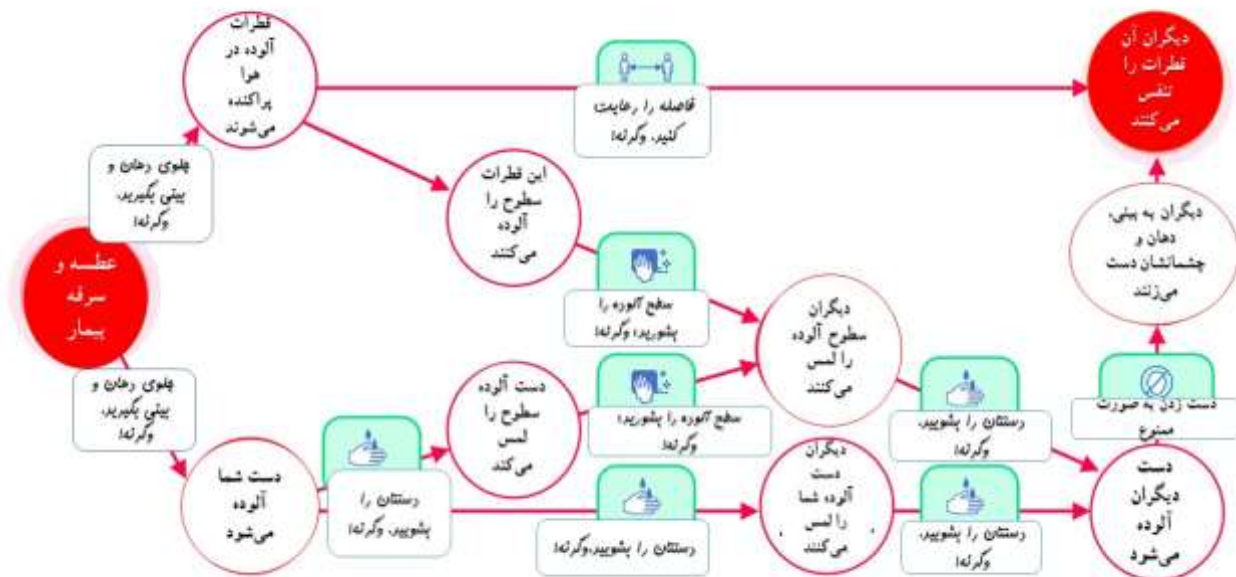 قطرات
آلوده در
هوا
پراکنده
می‌شوند
دیگران آن
قطرات را
تنفس
می‌کنند
فاصله را رعایت
کنید، وگرنه!
جلوی دهان و
بینی بگیرید،
وگرنه!
این قطرات
سطوح را
آلوده
می‌کنند
دیگران به بینی،
دهان و
چشمانشان دست
می‌زنند
عطسه و
سرفه
بیمار
سطح آلوده را
بشورید؛ وگرنه!
دیگران
سطوح آلوده
را لمس
می‌کنند
جلوی دهان و
بینی بگیرید،
وگرنه!
دست آلوده
سطوح را
لمس
می‌کند
سطح آلوده را بشورید؛
وگرنه!
دستتان را بشویید،
وگرنه!
دست زدن به صورت
ممنوع
دست شما
آلوده
می‌شود
دستتان را
بشویید، وگرنه!
دستتان را بشویید،وگرنه!
دیگران
دست
آلوده شما
را لمس
می‌کنند
دستتان را بشویید،
وگرنه!
دست
دیگران
آلوده
می‌شود